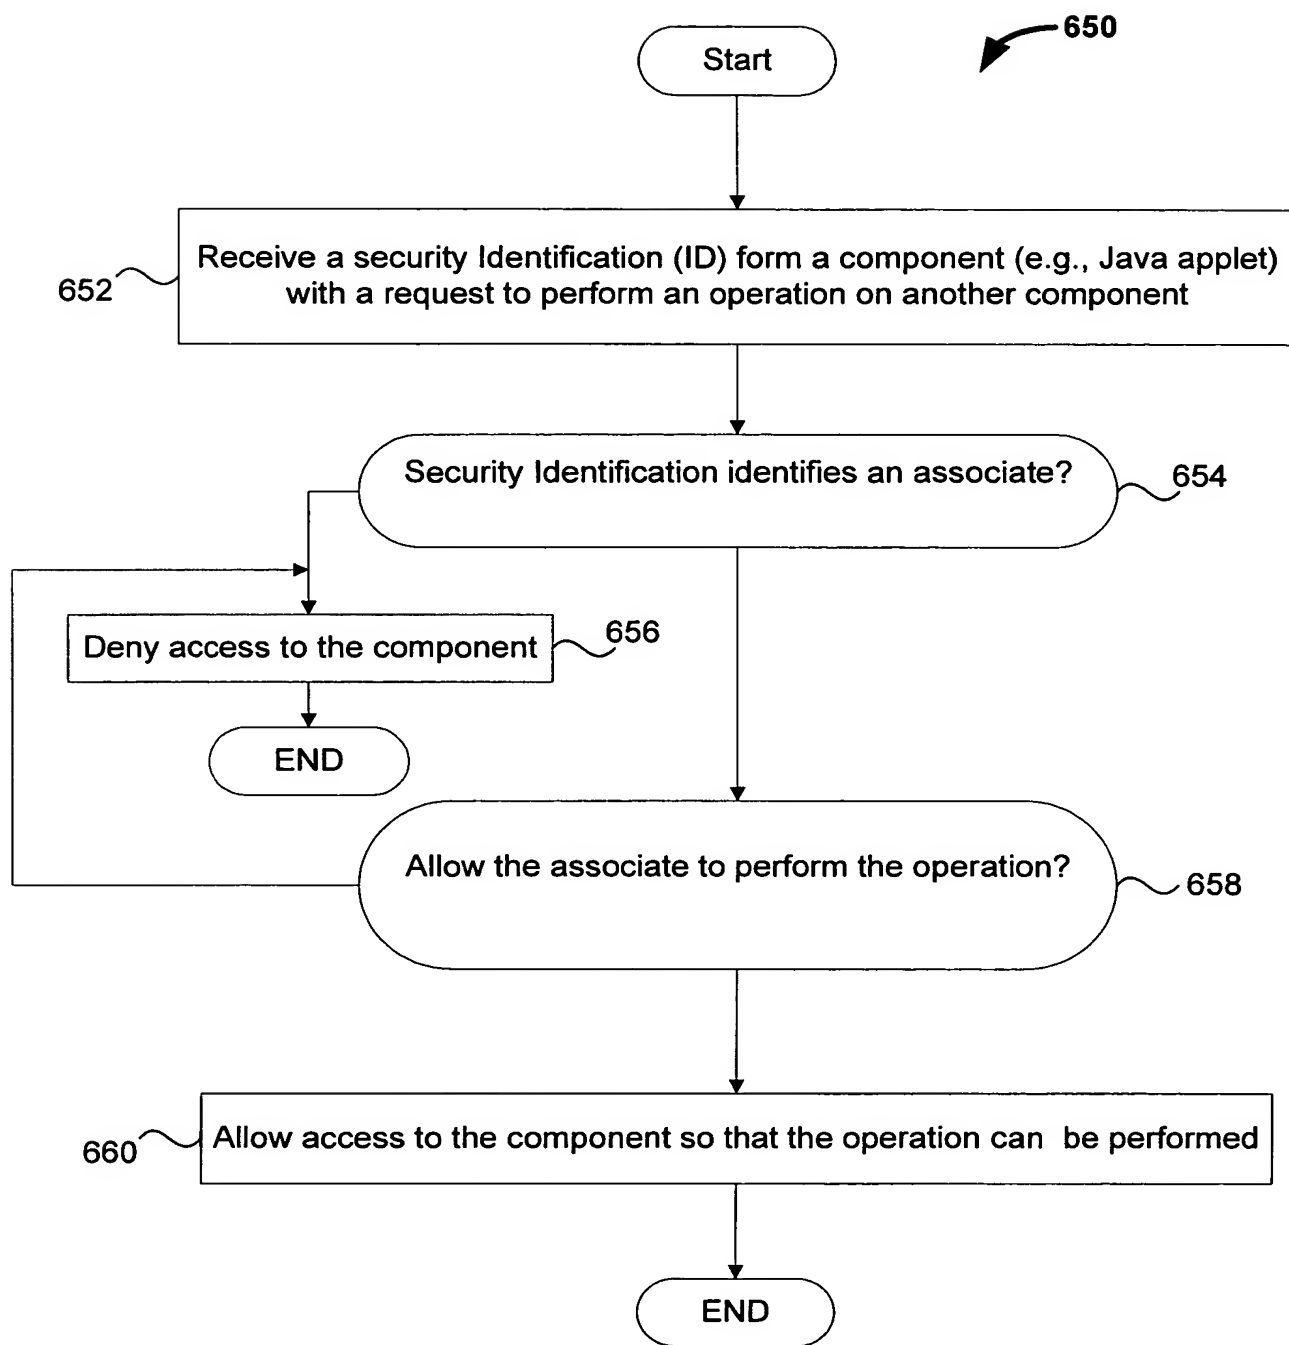 650
Start
Receive a security Identification (ID) form a component (e.g., Java applet)
with a request to perform an operation on another component
652
Security Identification identifies an associate?
654
Deny access to the component
656
END
Allow the associate to perform the operation?
658
Allow access to the component so that the operation can be performed
660
END